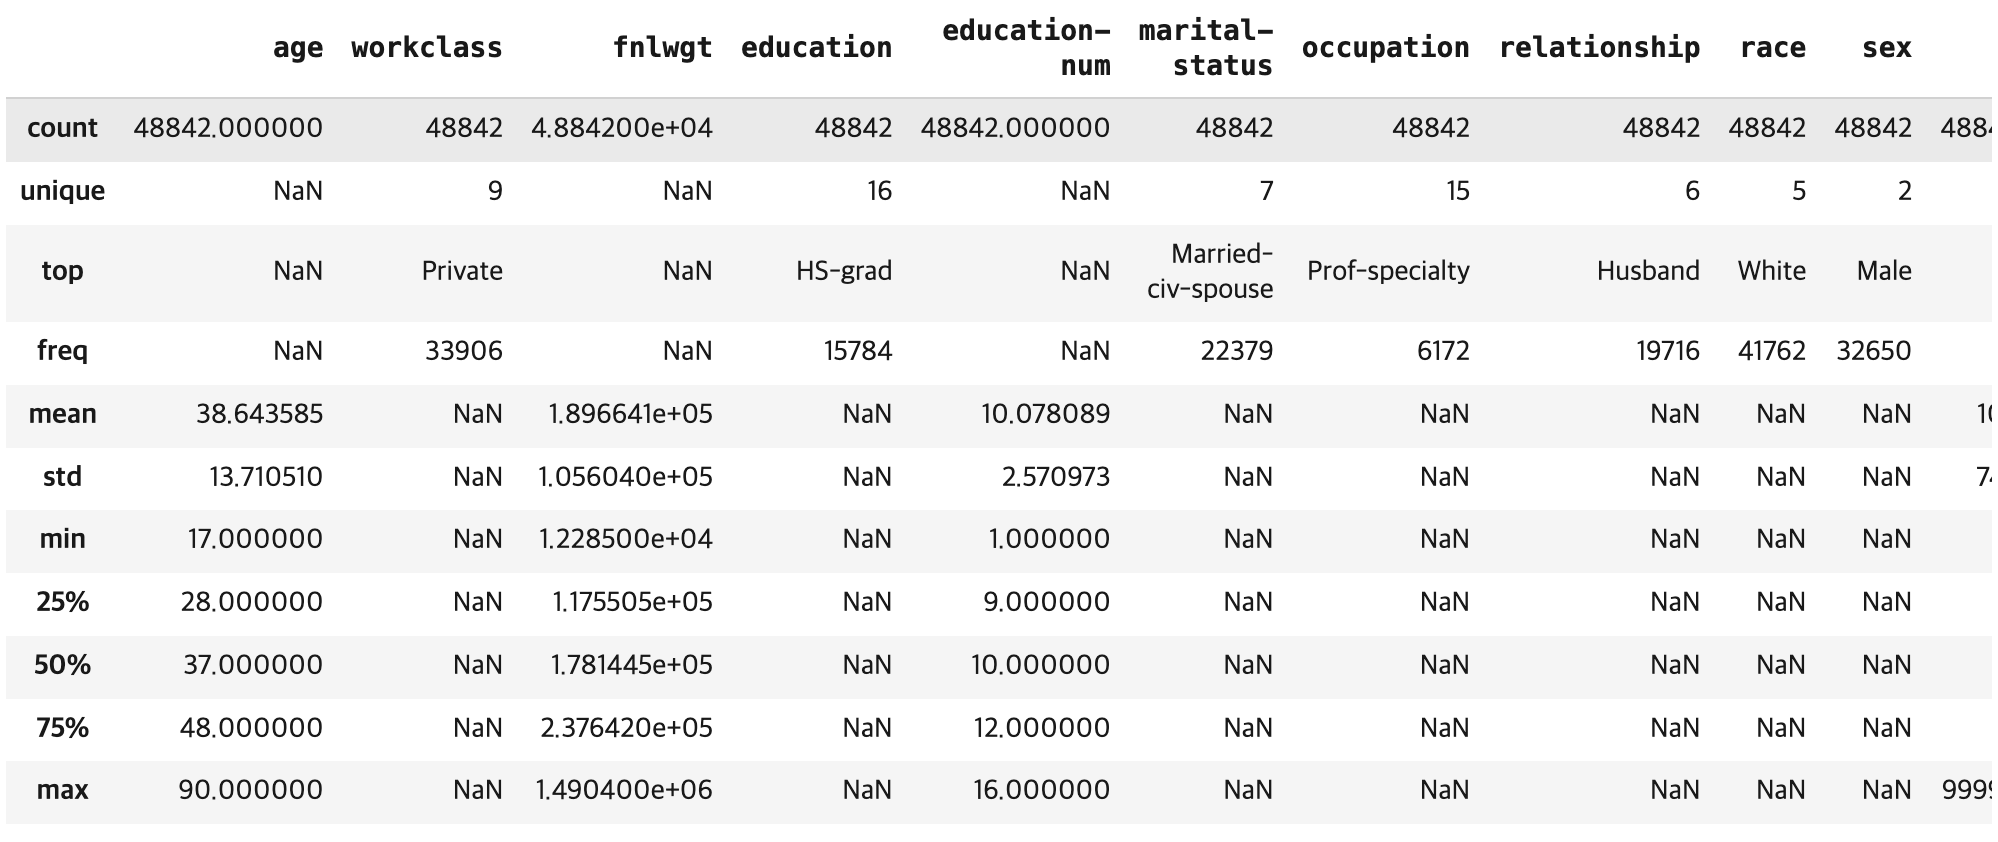 age workclass fnlwgt education education-num marital-status occupation relationship race sex
count 48842.000000 48842 4.884200e+04 48842 48842.000000 48842 48842 48842 48842 48842 4884
unique NaN 9 NaN 16 NaN 7 15 6 5 2
top NaN Private NaN HS-grad NaN Married-civ-spouse Prof-specialty Husband White Male
freq NaN 33906 NaN 15784 NaN 22379 6172 19716 41762 32650
mean 38.643585 NaN 1.896641e+05 NaN 10.078089 NaN NaN NaN NaN NaN 10
std 13.710510 NaN 1.056040e+05 NaN 2.570973 NaN NaN NaN NaN NaN 74
min 17.000000 NaN 1.228500e+04 NaN 1.000000 NaN NaN NaN NaN NaN
25% 28.000000 NaN 1.175505e+05 NaN 9.000000 NaN NaN NaN NaN NaN
50% 37.000000 NaN 1.781445e+05 NaN 10.000000 NaN NaN NaN NaN NaN
75% 48.000000 NaN 2.376420e+05 NaN 12.000000 NaN NaN NaN NaN NaN
max 90.000000 NaN 1.490400e+06 NaN 16.000000 NaN NaN NaN NaN NaN 9999